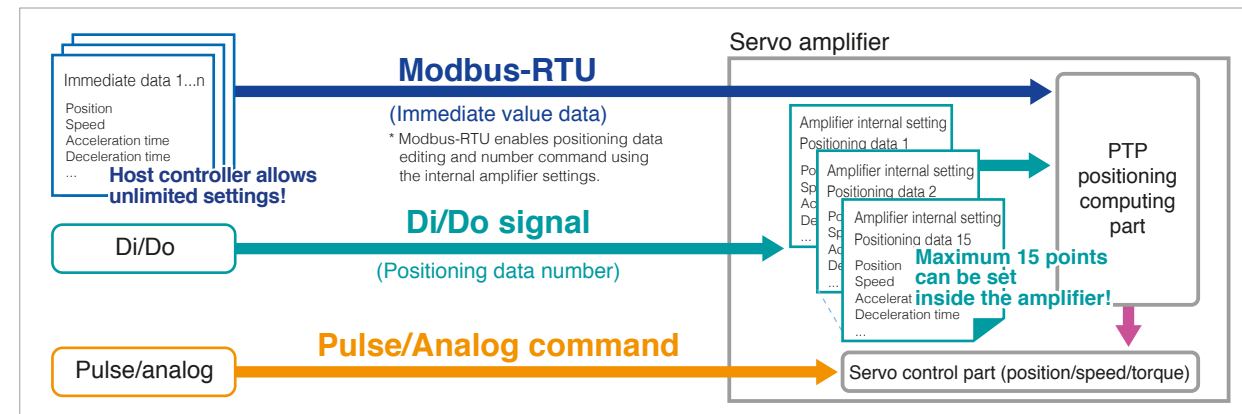 Servo amplifier
Immediate data 1...n
Position
Speed
Acceleration time
Deceleration time
...
Host controller allows
unlimited settings!
Modbus-RTU
(Immediate value data)
* Modbus-RTU enables positioning data
editing and number command using
the internal amplifier settings.
Amplifier internal setting
Positioning data 1
Amplifier internal setting
Positioning data 2
Amplifier internal setting
Positioning data 15
Position
Speed
Deceleration time
...
Maximum 15 points
can be set
inside the amplifier!
PTP
positioning
computing
part
Di/Do
Di/Do signal
(Positioning data number)
Pulse/analog
Pulse/Analog command
Servo control part (position/speed/torque)